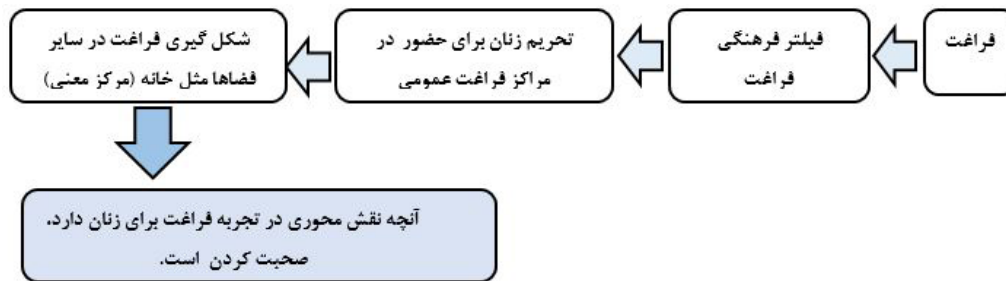 فراغت
فیلتر فرهنگی
فراغت
تحریم زنان برای حضور در
مراکز فراغت عمومی
شکل گیری فراغت در سایر
فضاها مثل خانه (مرکز معنی)
آنچه نقش محوری در تجربه فراغت برای زنان دارد،
صحبت کردن است.